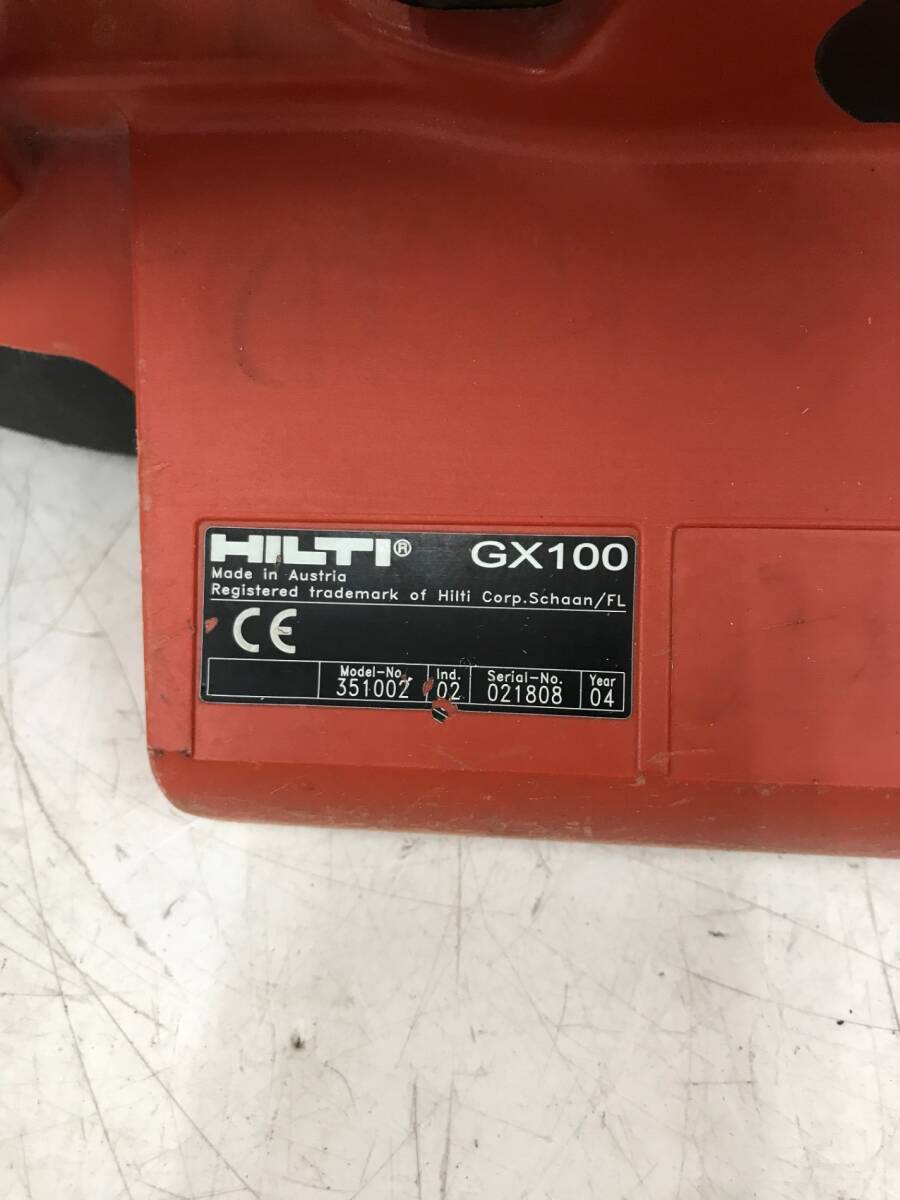 HILTI® GX100
Made in Austria
Registered trademark of Hilti Corp.Schaan/FL
CE
Model-No. Ind. Serial-No. Year
351002 02 021808 04